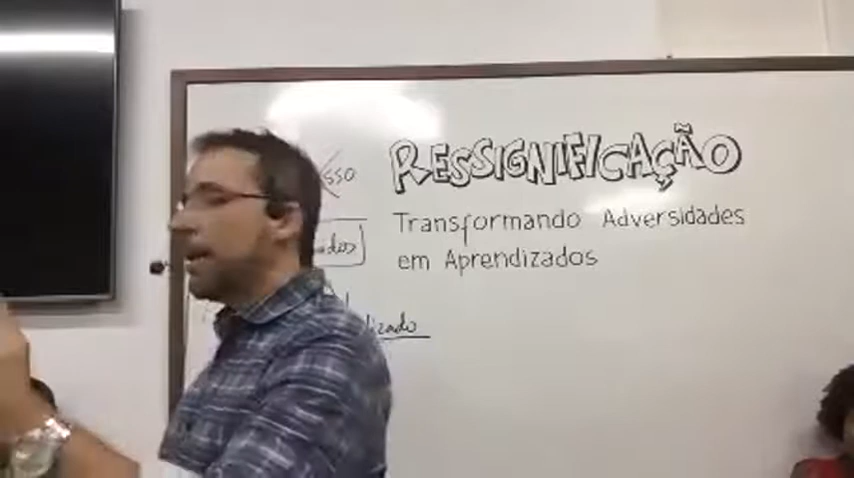 RESSIGNIFICAÇÃO
Transformando Adversidades
em Aprendizados